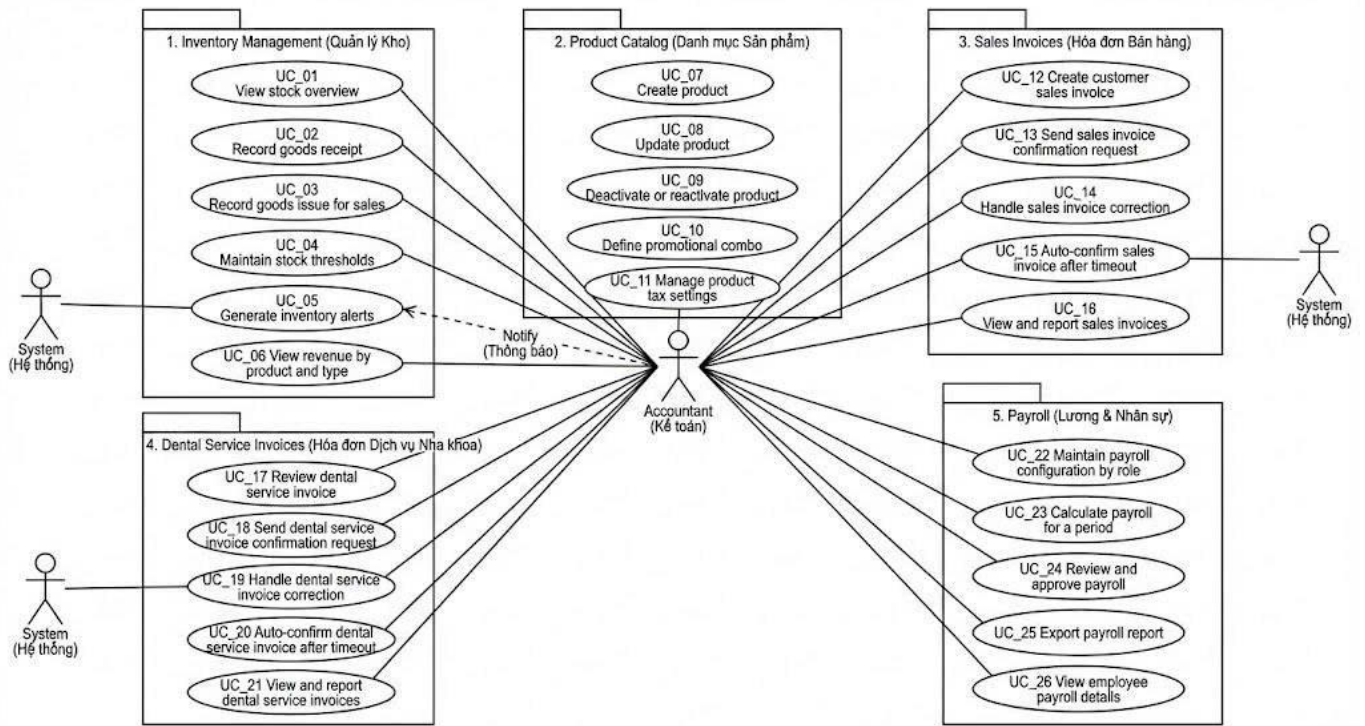 1. Inventory Management (Quản lý Kho)
UC_01
View stock overview
UC_02
Record goods receipt
UC_03
Record goods issue for sales
UC_04
Maintain stock thresholds
UC_05
Generate inventory alerts
UC_06 View revenue by
product and type
2. Product Catalog (Danh mục Sản phẩm)
UC_07
Create product
UC_08
Update product
UC_09
Deactivate or reactivate product
UC_10
Define promotional combo
UC_11 Manage product
tax settings
3. Sales Invoices (Hóa đơn Bán hàng)
UC_12 Create customer
sales invoice
UC_13 Send sales invoice
confirmation request
UC_14
Handle sales invoice correction
UC_15 Auto-confirm sales
invoice after timeout
UC_16
View and report sales invoices
System
(Hệ thống)
Notify
(Thông báo)
Accountant
(Kế toán)
System
(Hệ thống)
4. Dental Service Invoices (Hóa đơn Dịch vụ Nha khoa)
UC_17 Review dental
service invoice
UC_18 Send dental service
invoice confirmation request
UC_19 Handle dental service
invoice correction
UC_20 Auto-confirm dental
service invoice after timeout
UC_21 View and report
dental service invoices
System
(Hệ thống)
5. Payroll (Lương & Nhân sự)
UC_22 Maintain payroll
configuration by role
UC_23 Calculate payroll
for a period
UC_24 Review and
approve payroll
UC_25 Export payroll report
UC_26 View employee
payroll details